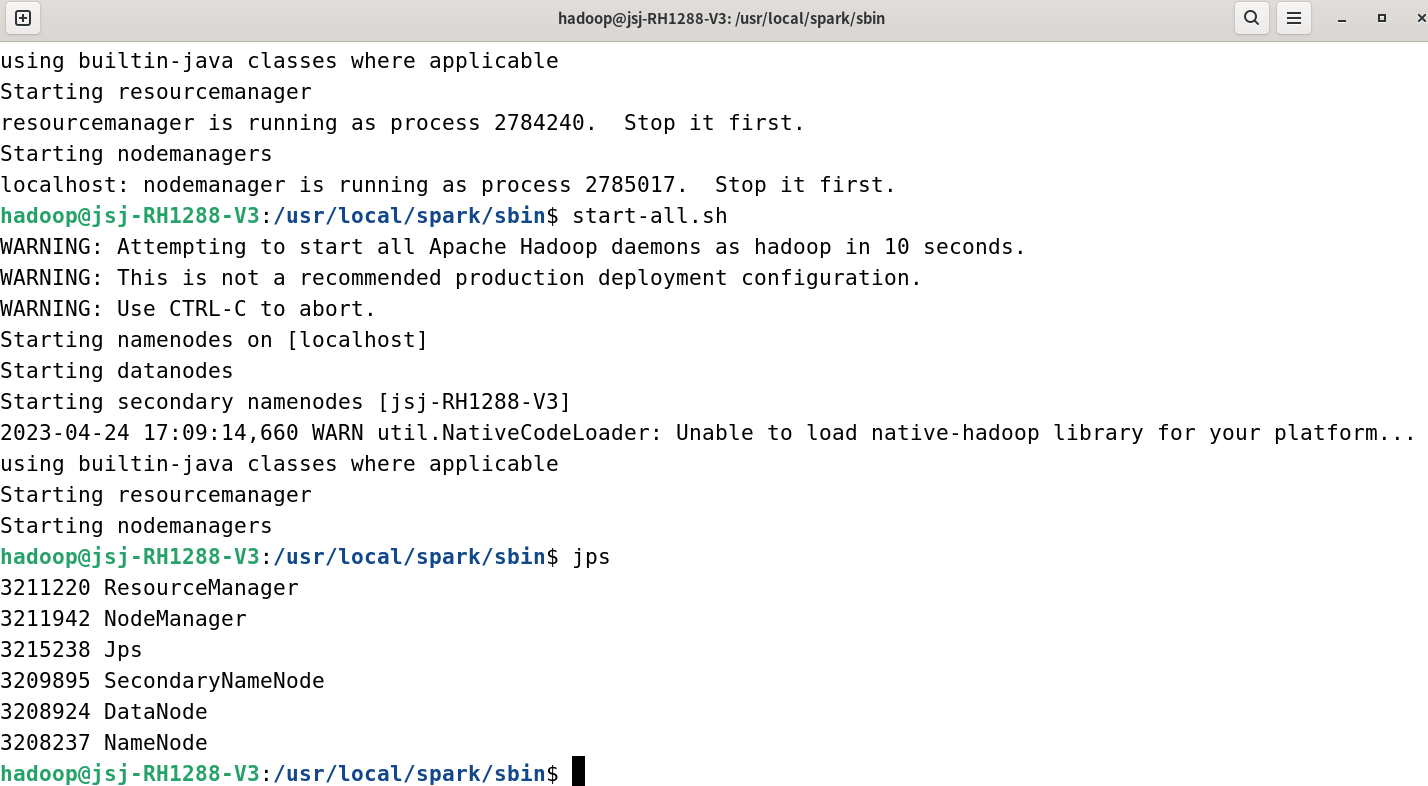 hadoop@jsj-RH1288-V3: /usr/local/spark/sbin
using builtin-java classes where applicable
Starting resourcemanager
resourcemanager is running as process 2784240.  Stop it first.
Starting nodemanagers
localhost: nodemanager is running as process 2785017.  Stop it first.
hadoop@jsj-RH1288-V3:/usr/local/spark/sbin$ start-all.sh
WARNING: Attempting to start all Apache Hadoop daemons as hadoop in 10 seconds.
WARNING: This is not a recommended production deployment configuration.
WARNING: Use CTRL-C to abort.
Starting namenodes on [localhost]
Starting datanodes
Starting secondary namenodes [jsj-RH1288-V3]
2023-04-24 17:09:14,660 WARN util.NativeCodeLoader: Unable to load native-hadoop library for your platform...
using builtin-java classes where applicable
Starting resourcemanager
Starting nodemanagers
hadoop@jsj-RH1288-V3:/usr/local/spark/sbin$ jps
3211220 ResourceManager
3211942 NodeManager
3215238 Jps
3209895 SecondaryNameNode
3208924 DataNode
3208237 NameNode
hadoop@jsj-RH1288-V3:/usr/local/spark/sbin$